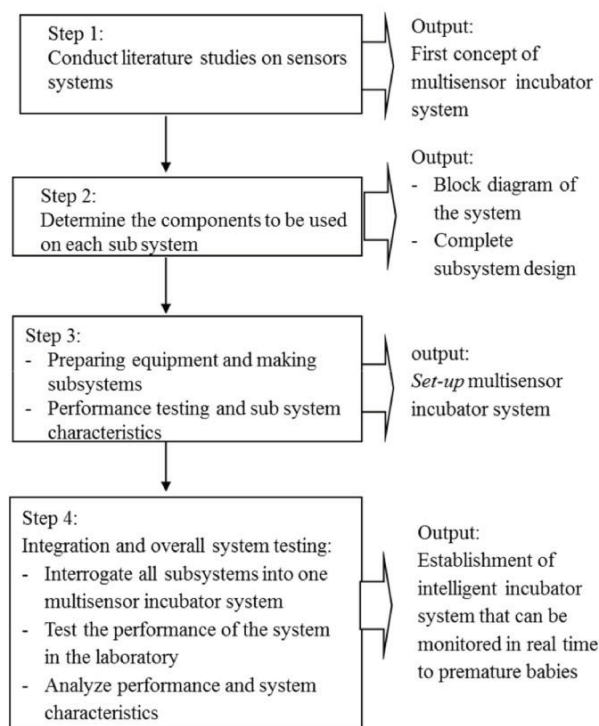 Step 1:
Conduct literature studies on sensors
systems
Output:
First concept of
multisensor incubator
system
Step 2:
Determine the components to be used
on each sub system
Output:
- Block diagram of
the system
- Complete
subsystem design
Step 3:
- Preparing equipment and making
subsystems
- Performance testing and sub system
characteristics
output:
Set-up multisensor
incubator system
Step 4:
Integration and overall system testing:
- Interrogate all subsystems into one
multisensor incubator system
- Test the performance of the system
in the laboratory
- Analyze performance and system
characteristics
Output:
Establishment of
intelligent incubator
system that can be
monitored in real time
to premature babies